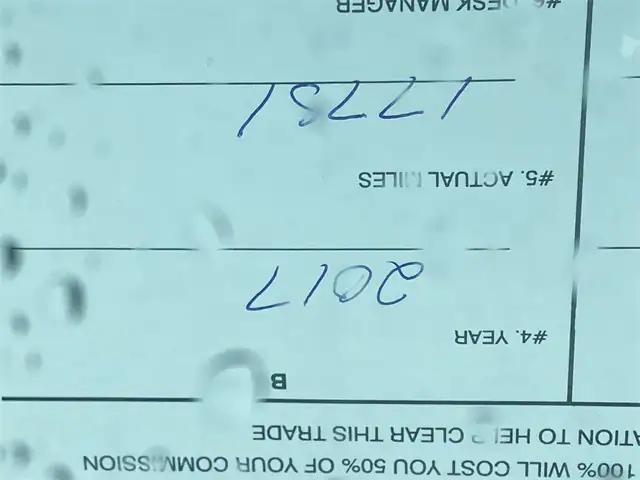 100% WILL COST YOU 50% OF YOUR COMMISSION
ATION TO HELP CLEAR THIS TRADE
B
#4. YEAR
2017
#5. ACTUAL MILES
17751
#6. DESK MANAGER